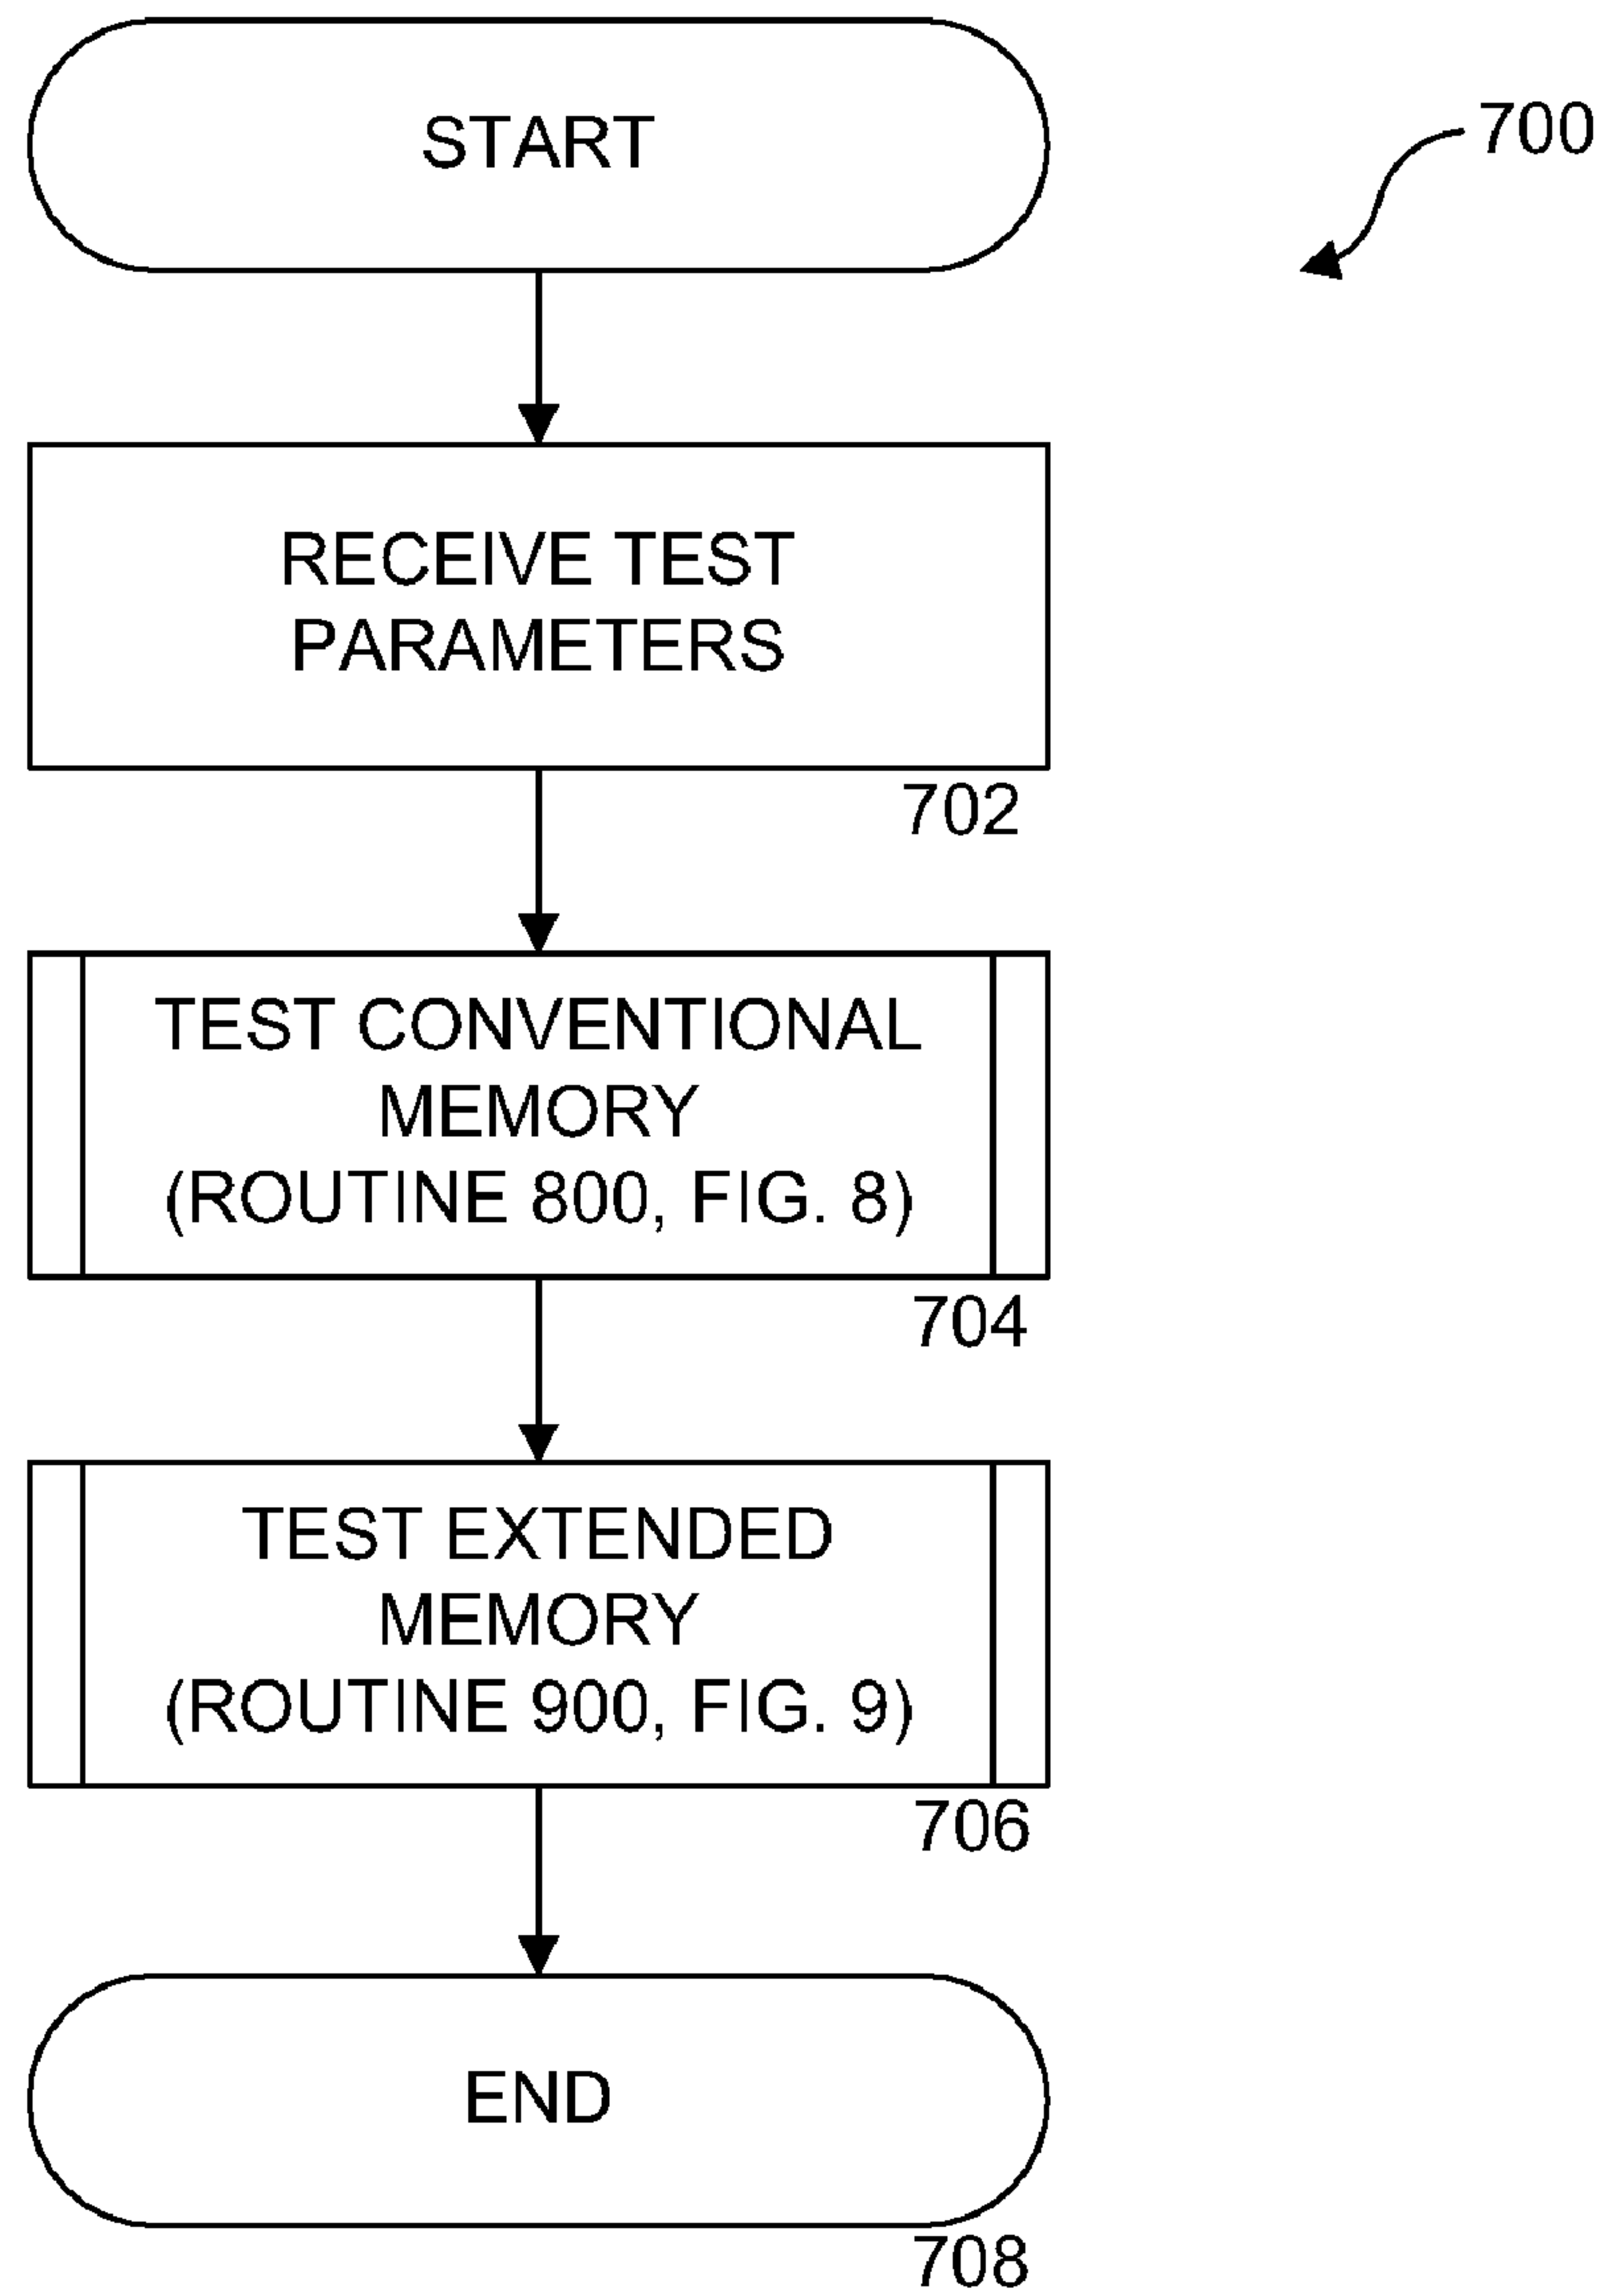 START
700
RECEIVE TEST
PARAMETERS
702
TEST CONVENTIONAL
MEMORY
(ROUTINE 800, FIG. 8)
704
TEST EXTENDED
MEMORY
(ROUTINE 900, FIG. 9)
706
END
708